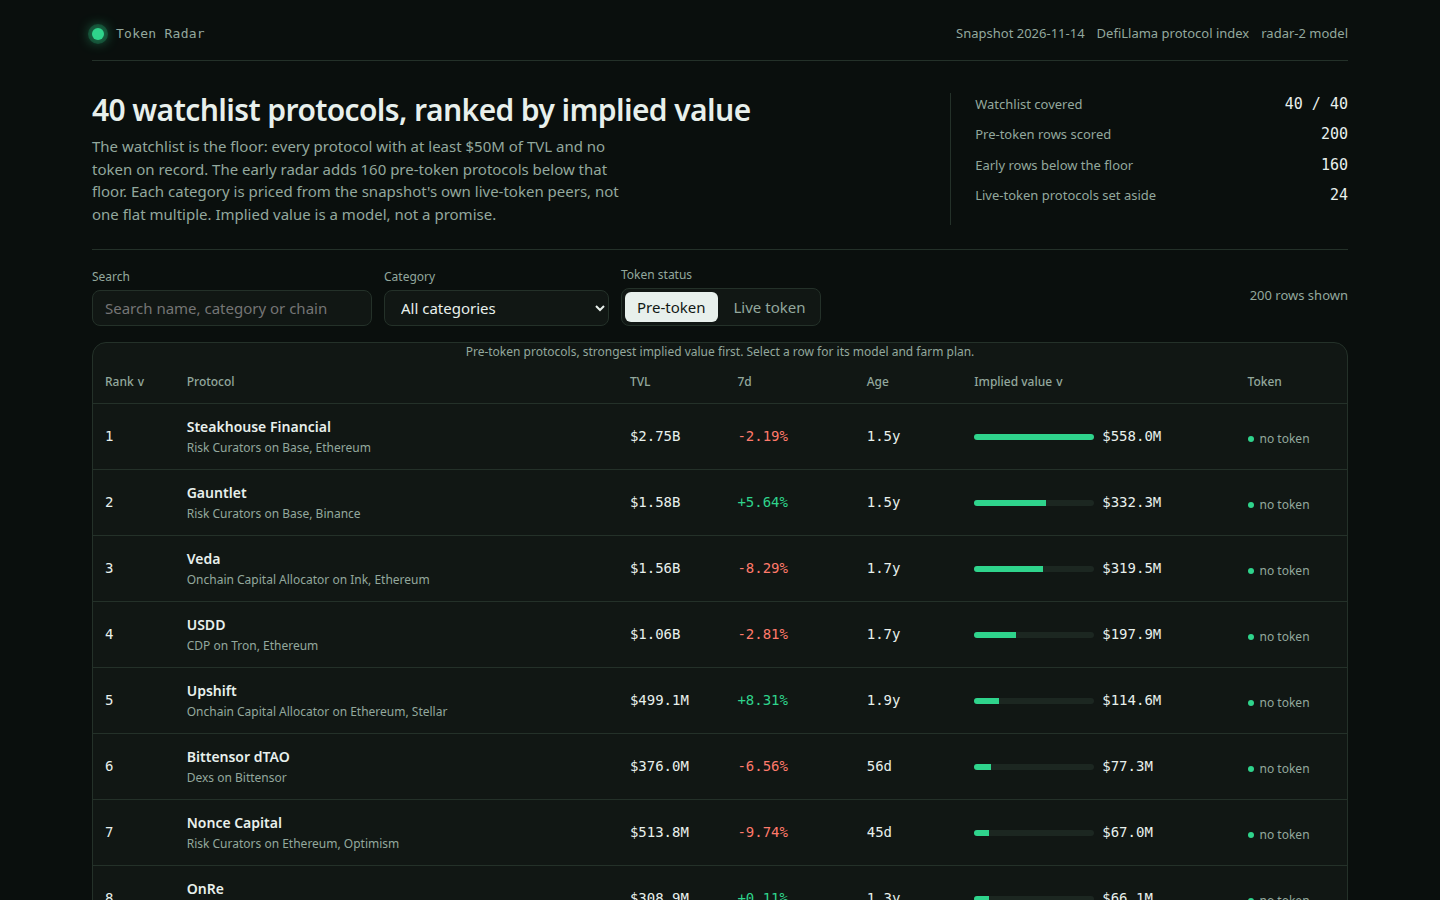 Token Radar
Snapshot 2026-11-14 DefiLlama protocol index radar-2 model
40 watchlist protocols, ranked by implied value
The watchlist is the floor: every protocol with at least $50M of TVL and no
token on record. The early radar adds 160 pre-token protocols below that
floor. Each category is priced from the snapshot's own live-token peers, not
one flat multiple. Implied value is a model, not a promise.
Watchlist covered 40 / 40
Pre-token rows scored 200
Early rows below the floor 160
Live-token protocols set aside 24
Search
Search name, category or chain
Category
All categories
Token status
Pre-token Live token
200 rows shown
Pre-token protocols, strongest implied value first. Select a row for its model and farm plan.
Rank v Protocol TVL 7d Age Implied value v Token
1 Steakhouse Financial $2.75B -2.19% 1.5y $558.0M no token
Risk Curators on Base, Ethereum
2 Gauntlet $1.58B +5.64% 1.5y $332.3M no token
Risk Curators on Base, Binance
3 Veda $1.56B -8.29% 1.7y $319.5M no token
Onchain Capital Allocator on Ink, Ethereum
4 USDD $1.06B -2.81% 1.7y $197.9M no token
CDP on Tron, Ethereum
5 Upshift $499.1M +8.31% 1.9y $114.6M no token
Onchain Capital Allocator on Ethereum, Stellar
6 Bittensor dTAO $376.0M -6.56% 56d $77.3M no token
Dexs on Bittensor
7 Nonce Capital $513.8M -9.74% 45d $67.0M no token
Risk Curators on Ethereum, Optimism
8 OnRe $308.9M +0.11% 1.3y $66.1M no token